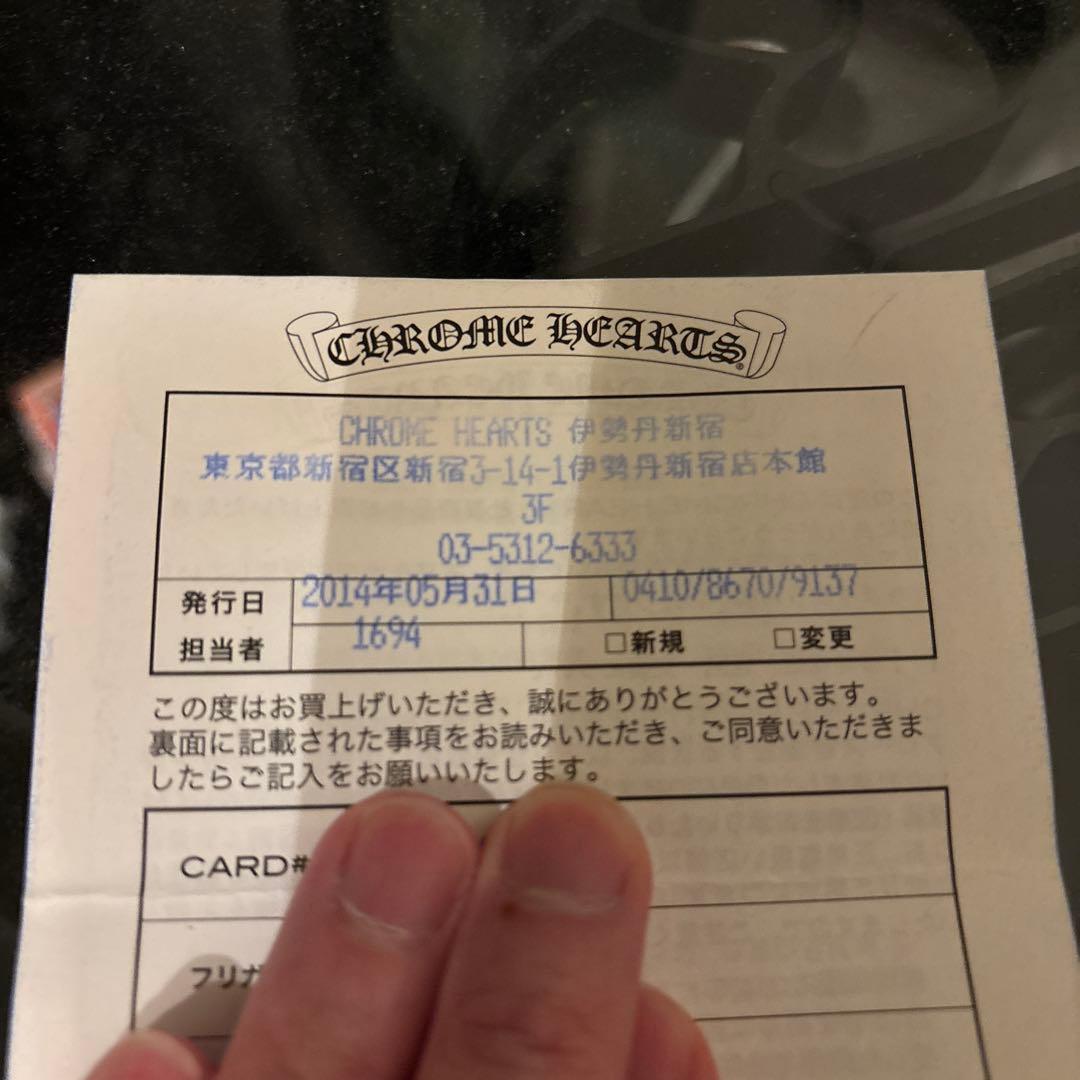 CHROME HEARTS®
CHROME HEARTS 伊勢丹新宿
東京都新宿区新宿3-14-1伊勢丹新宿店本館
3F
03-5312-6333
発行日 2014年05月31日 0410/8670/9137
担当者 1694 □新規 □変更
この度はお買上げいただき、誠にありがとうございます。
裏面に記載された事項をお読みいただき、ご同意いただきま
したらご記入をお願いいたします。
CARD#
フリガ